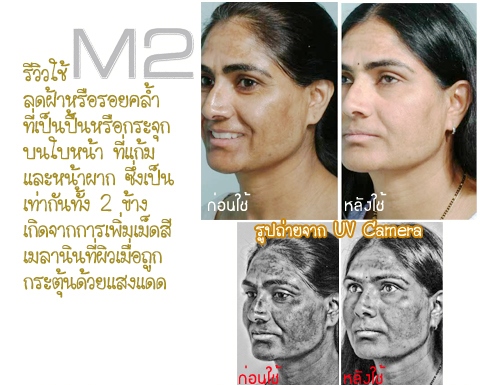 M2
รีวิวใช้
ลดฝ้าหรือรอยคล้ำ
ที่เป็นปื้นหรือกระจุก
บนใบหน้า ที่แก้ม
และหน้าผาก ซึ่งเป็น
เท่ากันทั้ง 2 ข้าง
เกิดจากการเพิ่มเม็ดสี
เมลานินที่ผิวเมื่อถูก
กระตุ้นด้วยแสงแดด
ก่อนใช้
หลังใช้
รูปถ่ายจาก UV Camera
ก่อนใช้
หลังใช้